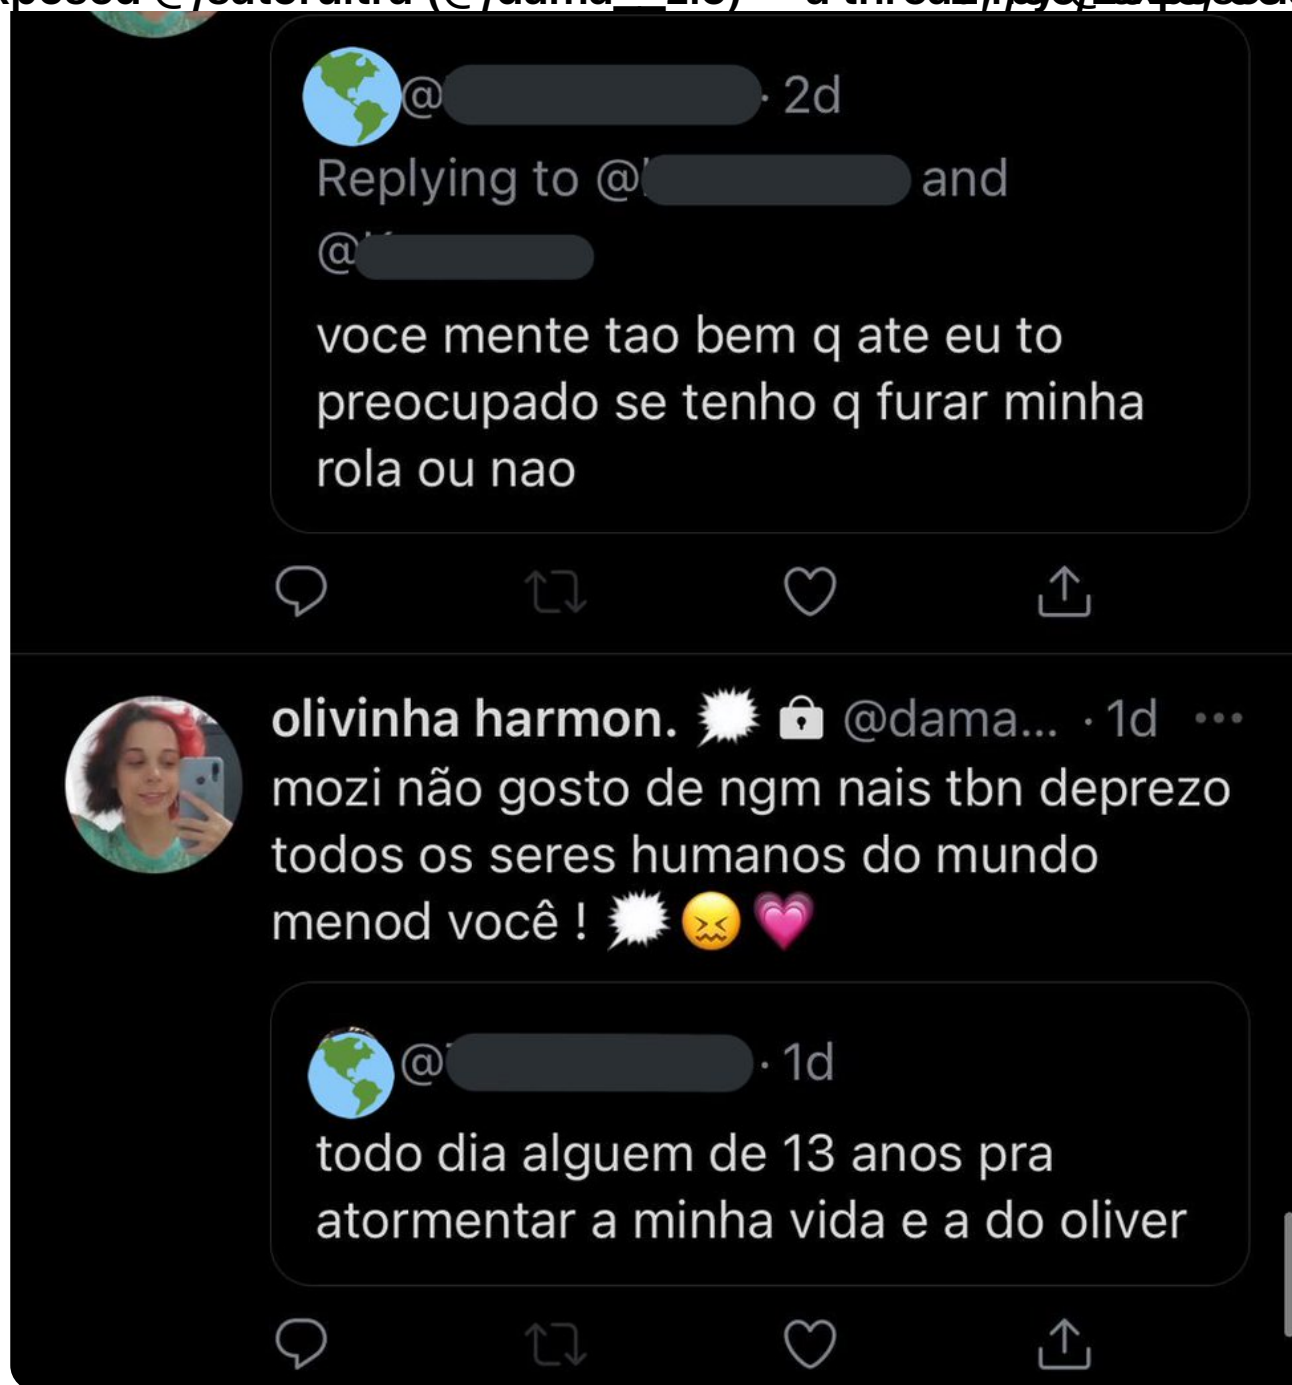 @ · 2d
Replying to @ and
@
voce mente tao bem q ate eu to
preocupado se tenho q furar minha
rola ou nao
olivinha harmon. @dama... · 1d ...
mozi não gosto de ngm nais tbn deprezo
todos os seres humanos do mundo
menod você !
@ · 1d
todo dia alguem de 13 anos pra
atormentar a minha vida e a do oliver